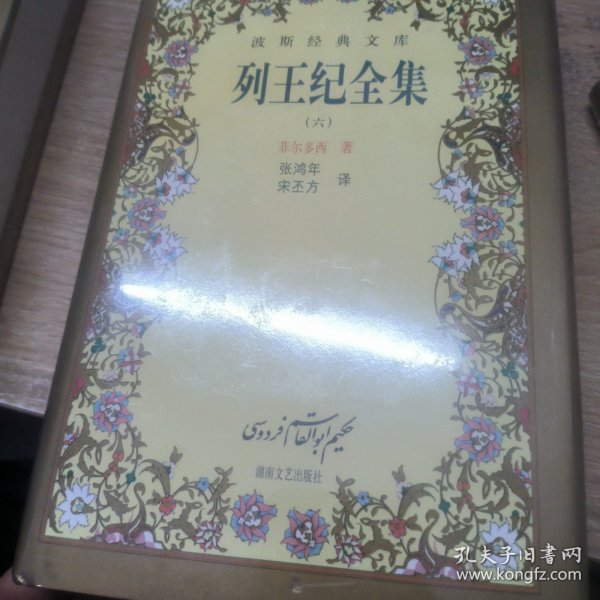 波斯经典文库
列王纪全集
（六）
菲尔多西 著
张鸿年
宋丕方 译
حکیم ابوالقاسم فردوسی
湖南文艺出版社
孔夫子旧书网
www.kongfz.com